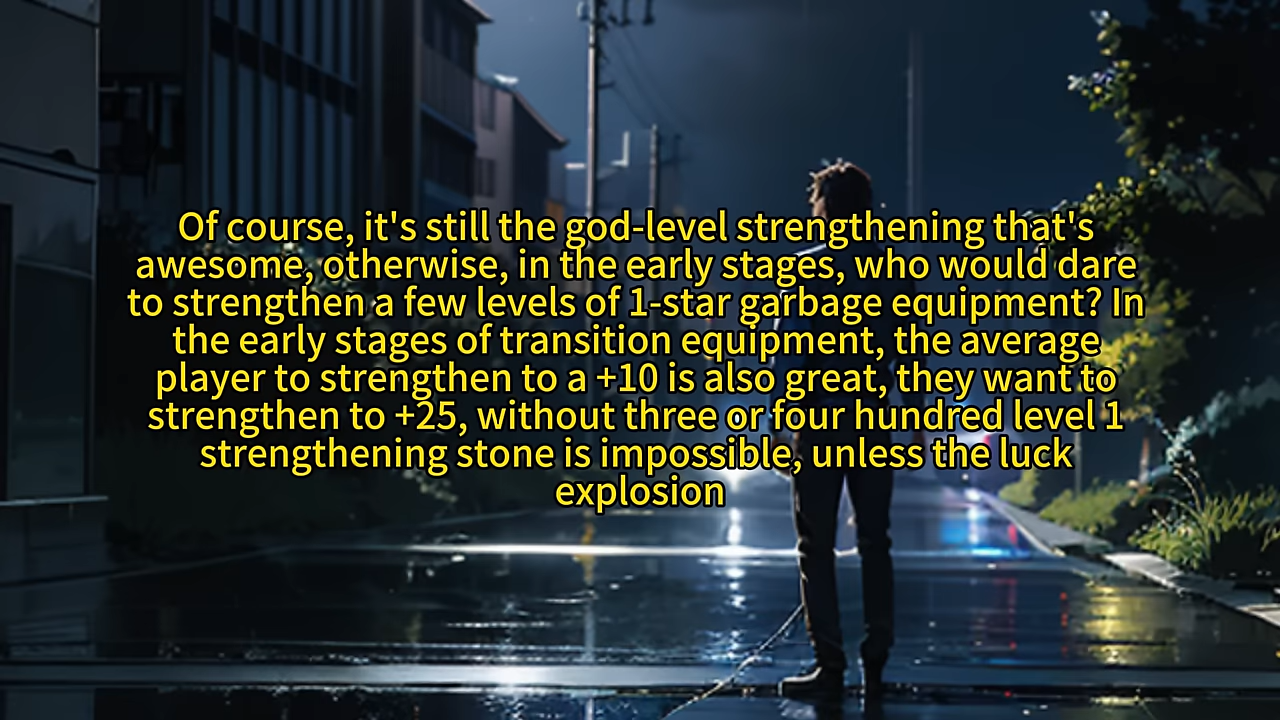 Of course, it's still the god-level strengthening that's
awesome, otherwise, in the early stages, who would dare
to strengthen a few levels of 1-star garbage equipment? In
the early stages of transition equipment, the average
player to strengthen to a +10 is also great, they want to
strengthen to +25, without three or four hundred level 1
strengthening stone is impossible, unless the luck
explosion